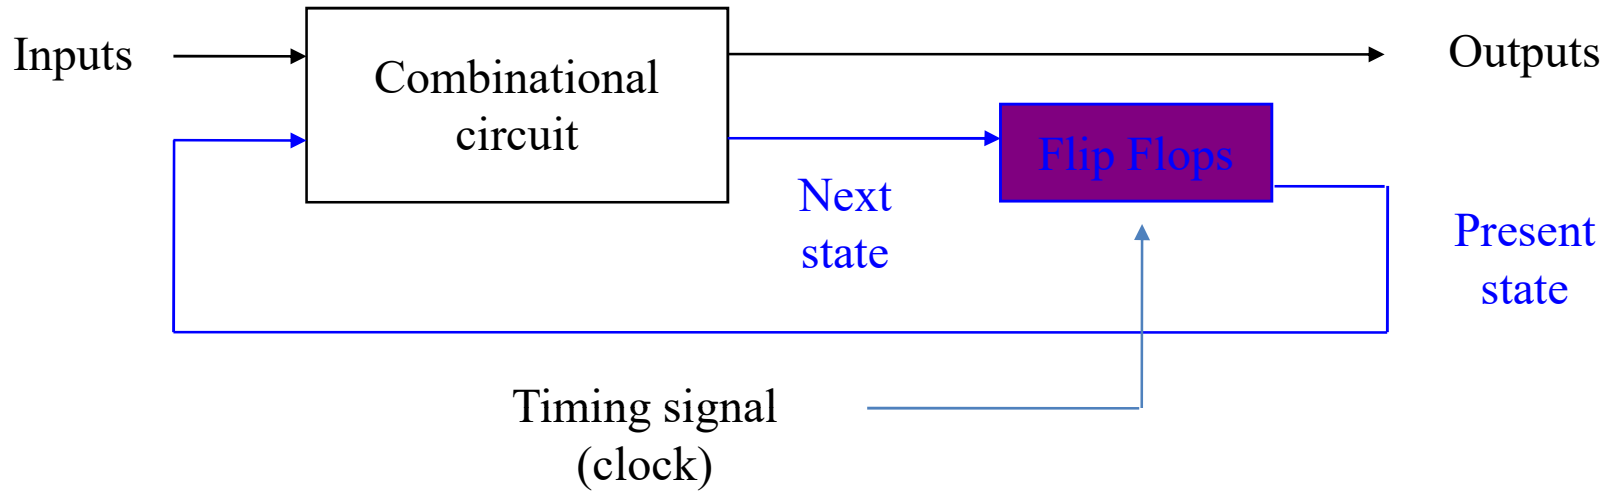 Inputs
Combinational
circuit
Outputs
Flip Flops
Next
state
Present
state
Timing signal
(clock)